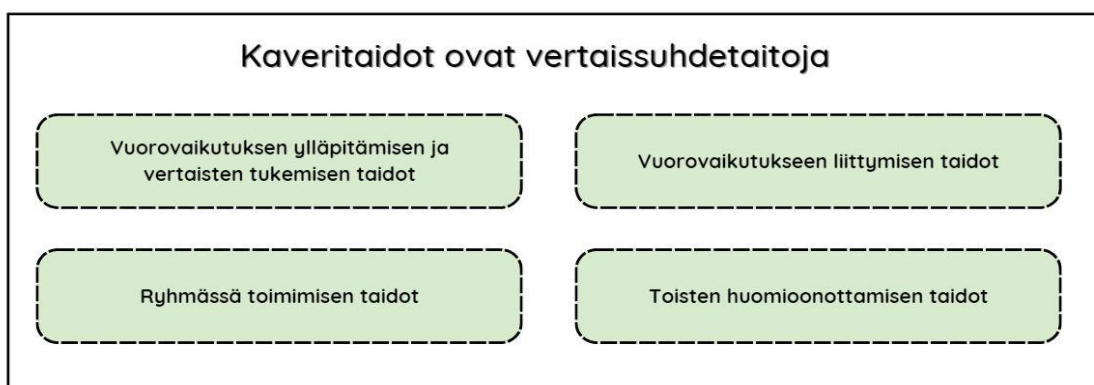 Kaveritaidot ovat vertaissuhdetaitoja
Vuorovaikutuksen ylläpitämisen ja
vertaisten tukemisen taidot
Vuorovaikutukseen liittymisen taidot
Ryhmässä toimimisen taidot
Toisten huomioonottamisen taidot